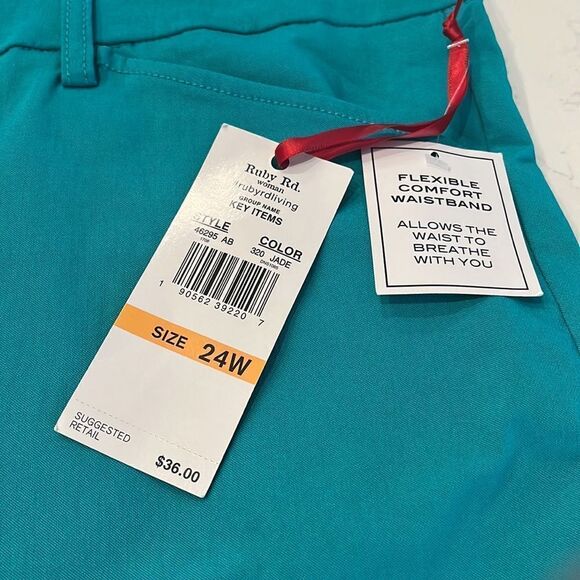 Ruby Rd.
woman
#rubyrdliving
GROUP NAME
KEY ITEMS
STYLE COLOR
46295 AB 320 JADE
1 90562 39220 7
SIZE 24W
SUGGESTED
RETAIL
$36.00
FLEXIBLE
COMFORT
WAISTBAND
ALLOWS THE
WAIST TO
BREATHE
WITH YOU